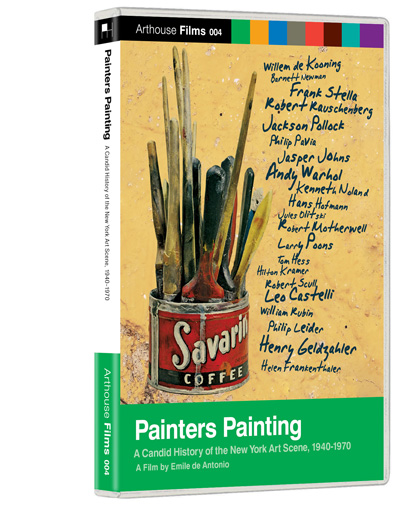 Arthouse Films 004
Painters Painting
A Candid History of the New York Art Scene, 1940-1970
Arthouse Films 004
Willem de Kooning
Barnett Newman
Frank Stella
Robert Rauschenberg
Jackson Pollock
Philip Pavia
Jasper Johns
Andy Warhol
Kenneth Noland
Hans Hofmann
Jules Olitski
Robert Motherwell
Larry Poons
Tom Hess
Hilton Kramer
Robert Scull
Leo Castelli
William Rubin
Philip Leider
Henry Geldzahler
Helen Frankenthaler
Savarin
COFFEE
Painters Painting
A Candid History of the New York Art Scene, 1940-1970
A Film by Emile de Antonio